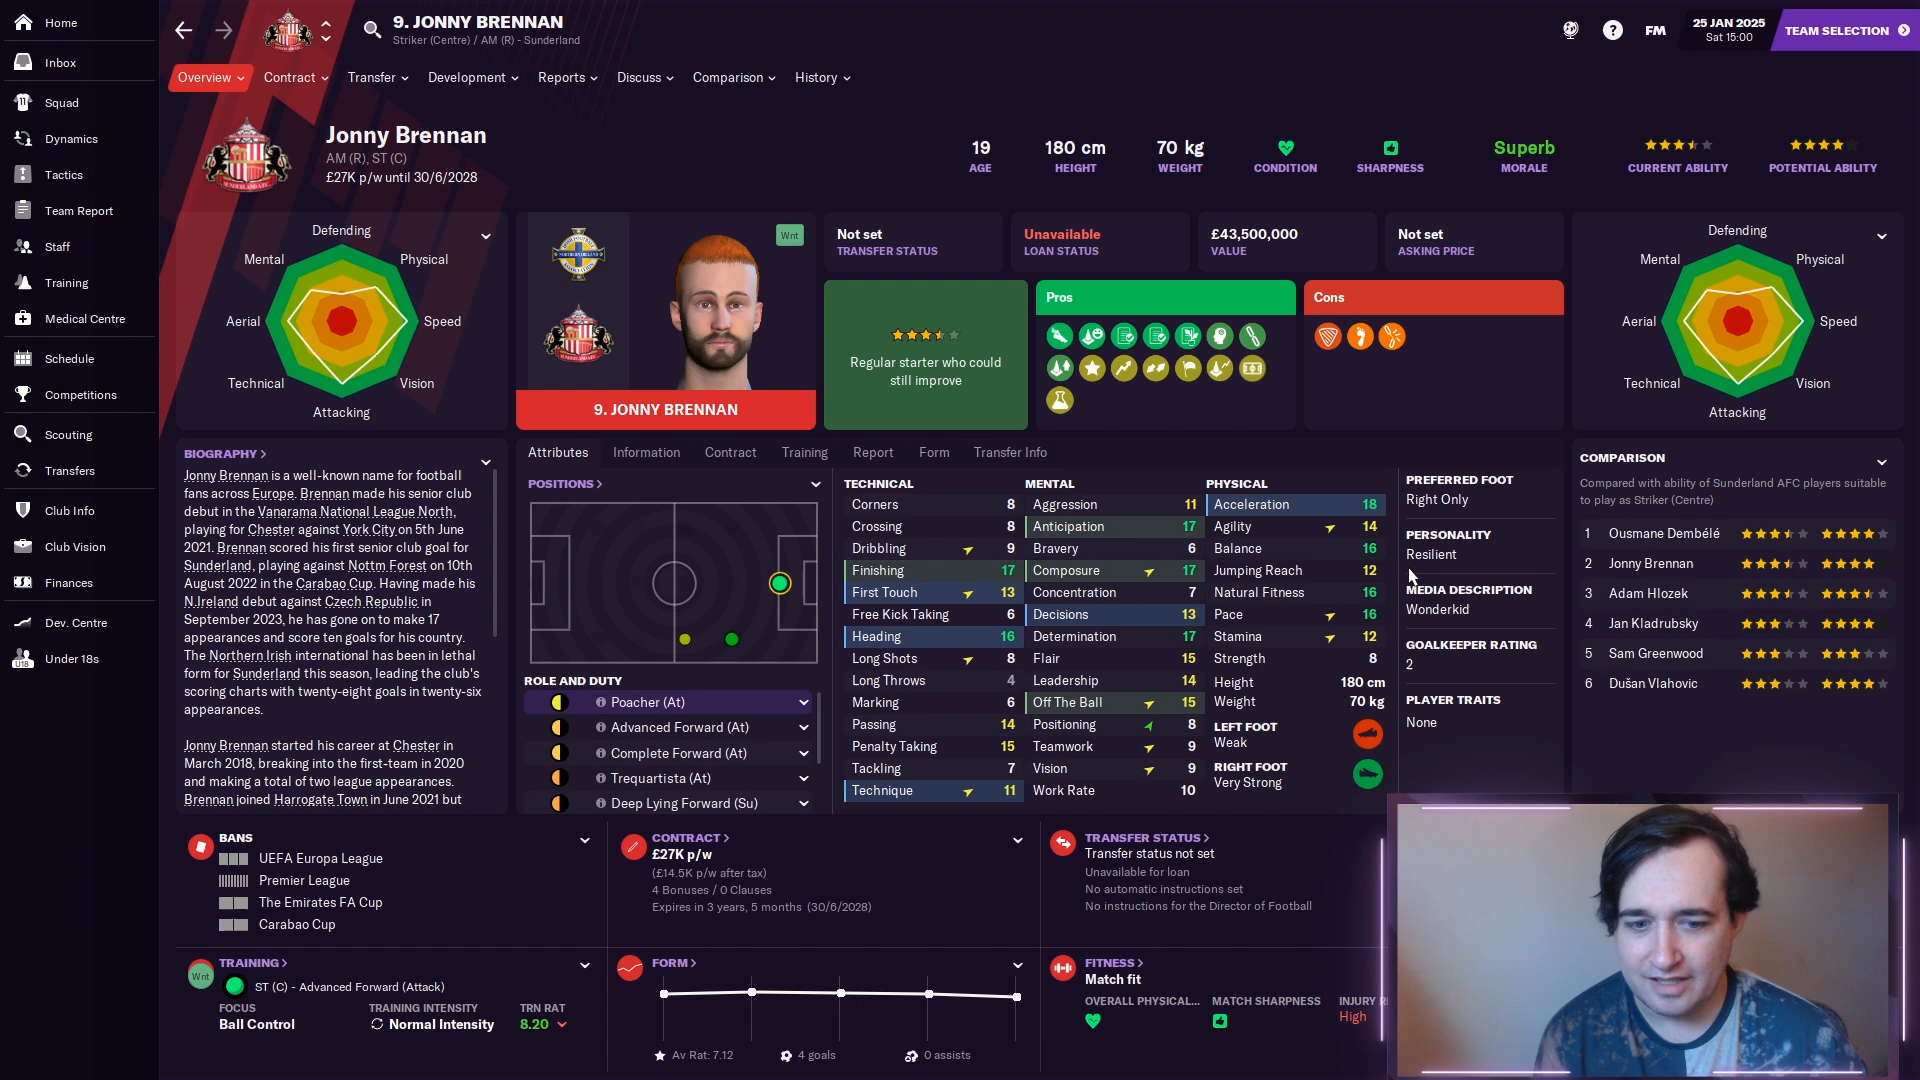 Home
Inbox
Squad
Dynamics
Tactics
Team Report
Staff
Training
Medical Centre
Schedule
Competitions
Scouting
Transfers
Club Info
Club Vision
Finances
Dev. Centre
Under 18s
9. JONNY BRENNAN
Striker (Centre) / AM (R) - Sunderland
FM
25 JAN 2025
Sat 15:00
TEAM SELECTION
Overview
Contract
Transfer
Development
Reports
Discuss
Comparison
History
Jonny Brennan
AM (R), ST (C)
£27K p/w until 30/6/2028
19
AGE
180 cm
HEIGHT
70 kg
WEIGHT
CONDITION
SHARPNESS
Superb
MORALE
CURRENT ABILITY
POTENTIAL ABILITY
Defending
Mental
Physical
Aerial
Speed
Technical
Vision
Attacking
Wnt
9. JONNY BRENNAN
Not set
TRANSFER STATUS
Unavailable
LOAN STATUS
£43,500,000
VALUE
Not set
ASKING PRICE
Regular starter who could
still improve
Pros
Cons
Defending
Mental
Physical
Aerial
Speed
Technical
Vision
Attacking
BIOGRAPHY >
Jonny Brennan is a well-known name for football
fans across Europe. Brennan made his senior club
debut in the Vanarama National League North,
playing for Chester against York City on 5th June
2021. Brennan scored his first senior club goal for
Sunderland, playing against Nottm Forest on 10th
August 2022 in the Carabao Cup. Having made his
N.Ireland debut against Czech Republic in
September 2023, he has gone on to make 17
appearances and score ten goals for his country.
The Northern Irish international has been in lethal
form for Sunderland this season, leading the club's
scoring charts with twenty-eight goals in twenty-six
appearances.
Jonny Brennan started his career at Chester in
March 2018, breaking into the first-team in 2020
and making a total of two league appearances.
Brennan joined Harrogate Town in June 2021 but
Attributes
Information
Contract
Training
Report
Form
Transfer Info
POSITIONS >
ROLE AND DUTY
Poacher (At)
Advanced Forward (At)
Complete Forward (At)
Trequartista (At)
Deep Lying Forward (Su)
TECHNICAL
Corners 8
Crossing 8
Dribbling 9
Finishing 17
First Touch 13
Free Kick Taking 6
Heading 16
Long Shots 8
Long Throws 4
Marking 6
Passing 14
Penalty Taking 15
Tackling 7
Technique 11
MENTAL
Aggression 11
Anticipation 17
Bravery 6
Composure 17
Concentration 7
Decisions 13
Determination 17
Flair 15
Leadership 14
Off The Ball 15
Positioning 8
Teamwork 9
Vision 9
Work Rate 10
PHYSICAL
Acceleration 18
Agility 14
Balance 16
Jumping Reach 12
Natural Fitness 16
Pace 16
Stamina 12
Strength 8
Height 180 cm
Weight 70 kg
LEFT FOOT
Weak
RIGHT FOOT
Very Strong
PREFERRED FOOT
Right Only
PERSONALITY
Resilient
MEDIA DESCRIPTION
Wonderkid
GOALKEEPER RATING
2
PLAYER TRAITS
None
COMPARISON
Compared with ability of Sunderland AFC players suitable
to play as Striker (Centre)
1 Ousmane Dembélé
2 Jonny Brennan
3 Adam Hlozek
4 Jan Kladrubsky
5 Sam Greenwood
6 Dušan Vlahovic
BANS
UEFA Europa League
Premier League
The Emirates FA Cup
Carabao Cup
CONTRACT >
£27K p/w
(£14.5K p/w after tax)
4 Bonuses / 0 Clauses
Expires in 3 years, 5 months (30/6/2028)
TRANSFER STATUS >
Transfer status not set
Unavailable for loan
No automatic instructions set
No instructions for the Director of Football
Wnt
TRAINING >
ST (C) - Advanced Forward (Attack)
FOCUS
Ball Control
TRAINING INTENSITY
Normal Intensity
TRN RAT
8.20
FORM >
Av Rat: 7.12
4 goals
0 assists
FITNESS >
Match fit
OVERALL PHYSICAL...
MATCH SHARPNESS
INJURY R
High